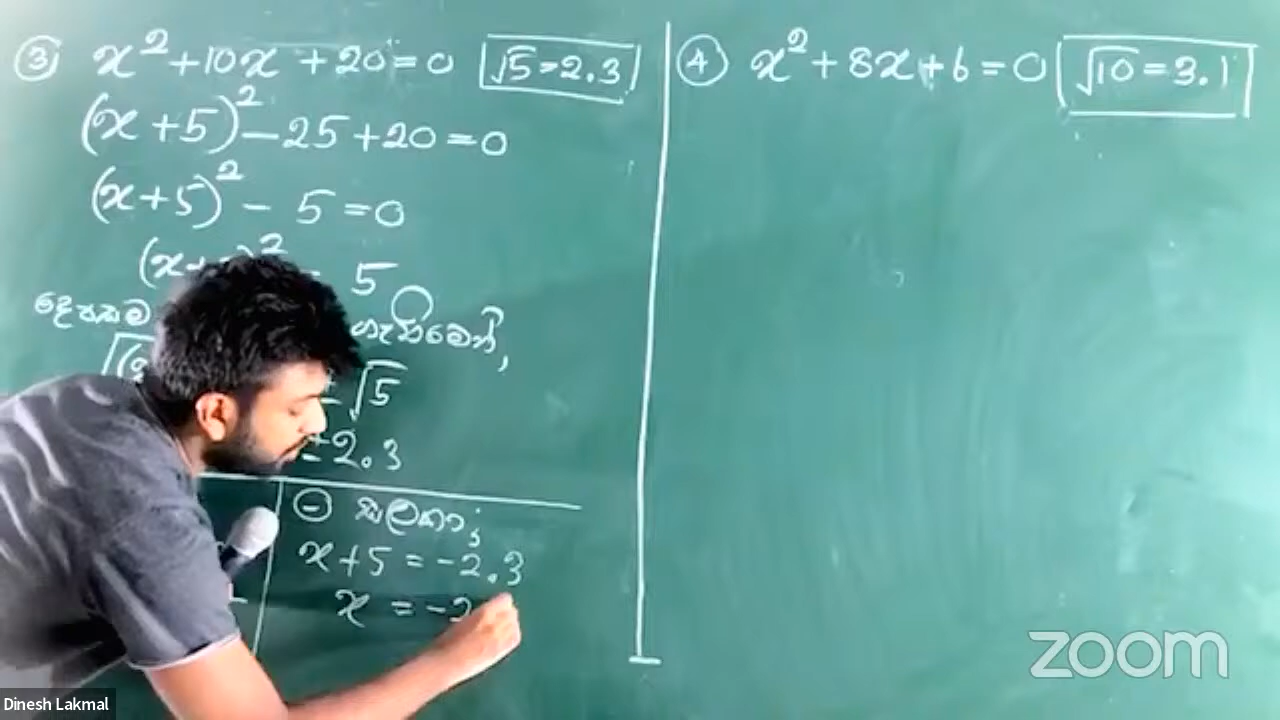 ③ x² + 10x + 20 = 0 √5 = 2.3
(x + 5)² − 25 + 20 = 0
(x + 5)² − 5 = 0
(x+ )² 5
දෙපසම ගැනීමෙන්,
√( √5
±2.3
⊖ සලකා;
x + 5 = −2.3
x = −2
④ x² + 8x + 6 = 0 √10 = 3.1
zoom
Dinesh Lakmal